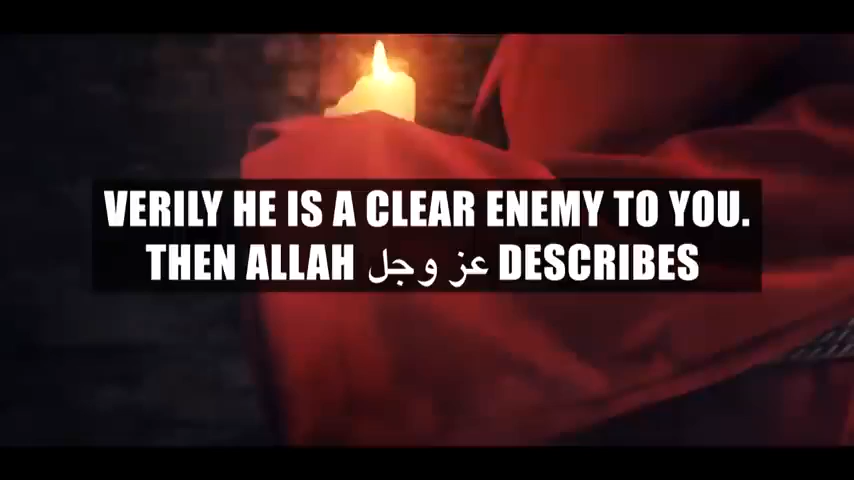 VERILY HE IS A CLEAR ENEMY TO YOU.
THEN ALLAH عز وجل DESCRIBES